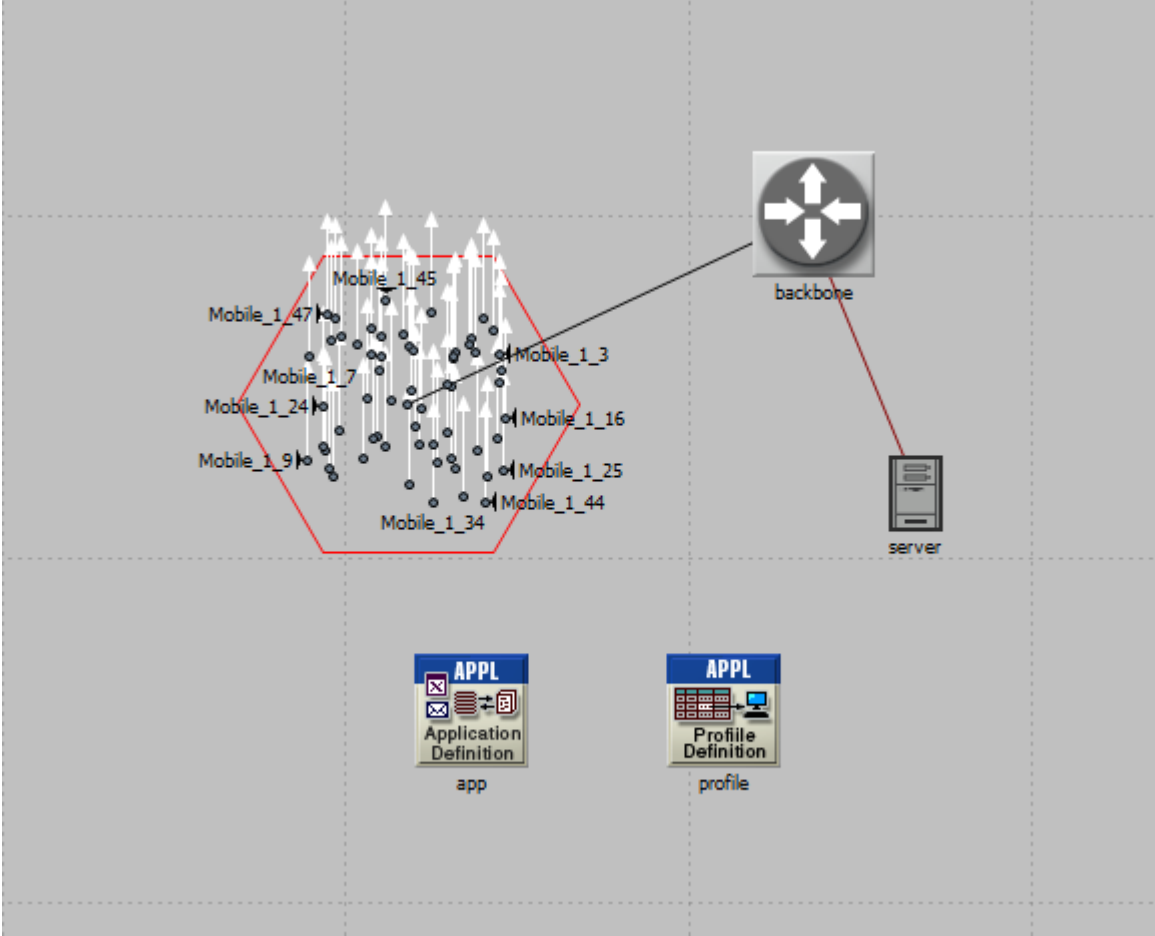 Mobile_1_45
Mobile_1_47
Mobile_1_3
Mobile_1_7
Mobile_1_24
Mobile_1_16
Mobile_1_9
Mobile_1_25
Mobile_1_44
Mobile_1_34
backbone
server
APPL
Application
Definition
app
APPL
Profiile
Definition
profile